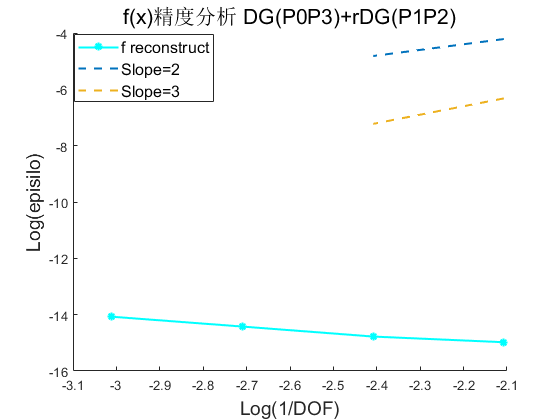 f(x)精度分析 DG(P0P3)+rDG(P1P2)
f reconstruct
Slope=2
Slope=3
Log(episilo)
-4
-6
-8
-10
-12
-14
-16
-3.1 -3 -2.9 -2.8 -2.7 -2.6 -2.5 -2.4 -2.3 -2.2 -2.1
Log(1/DOF)